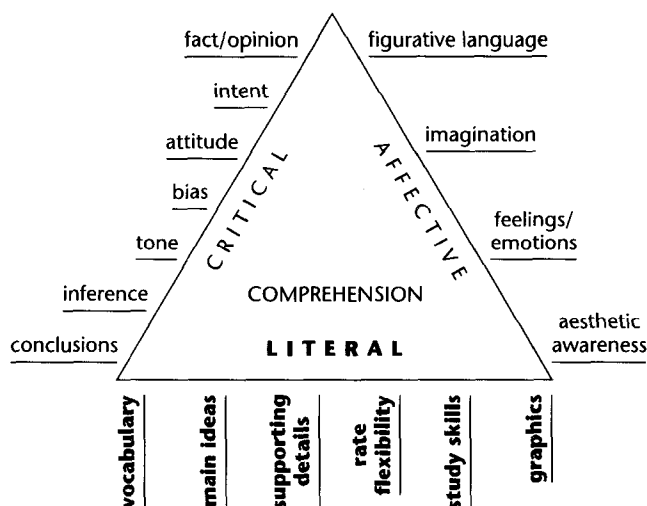 fact/opinion
figurative language
intent
attitude
imagination
bias
tone
feelings/
emotions
inference
conclusions
aesthetic
awareness
CRITICAL
AFFECTIVE
COMPREHENSION
LITERAL
vocabulary
main ideas
supporting
details
rate
flexibility
study skills
graphics